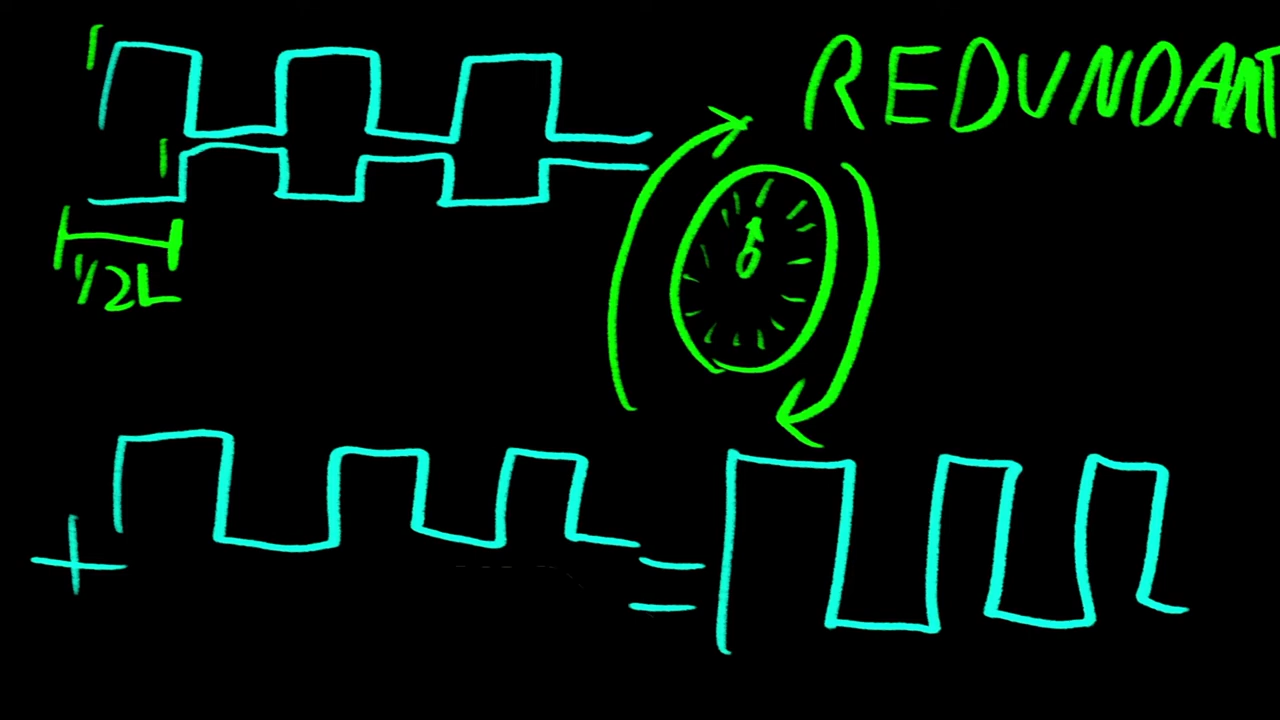 1
REDUNDANT
1
1/2L
+
=